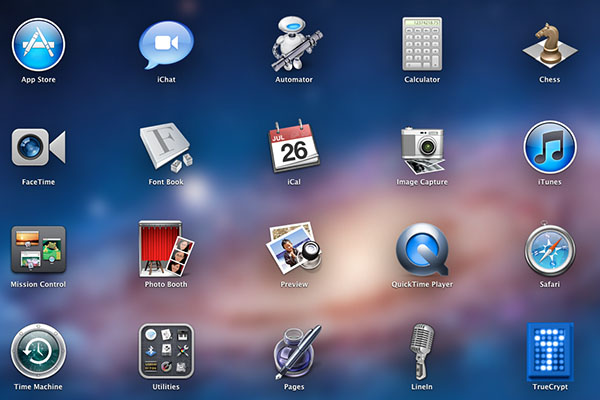 App Store
iChat
Automator
Calculator
Chess
FaceTime
F
Font Book
JUL
26
iCal
Image Capture
iTunes
Mission Control
Photo Booth
Preview
QuickTime Player
Safari
Time Machine
Utilities
Pages
LineIn
TrueCrypt